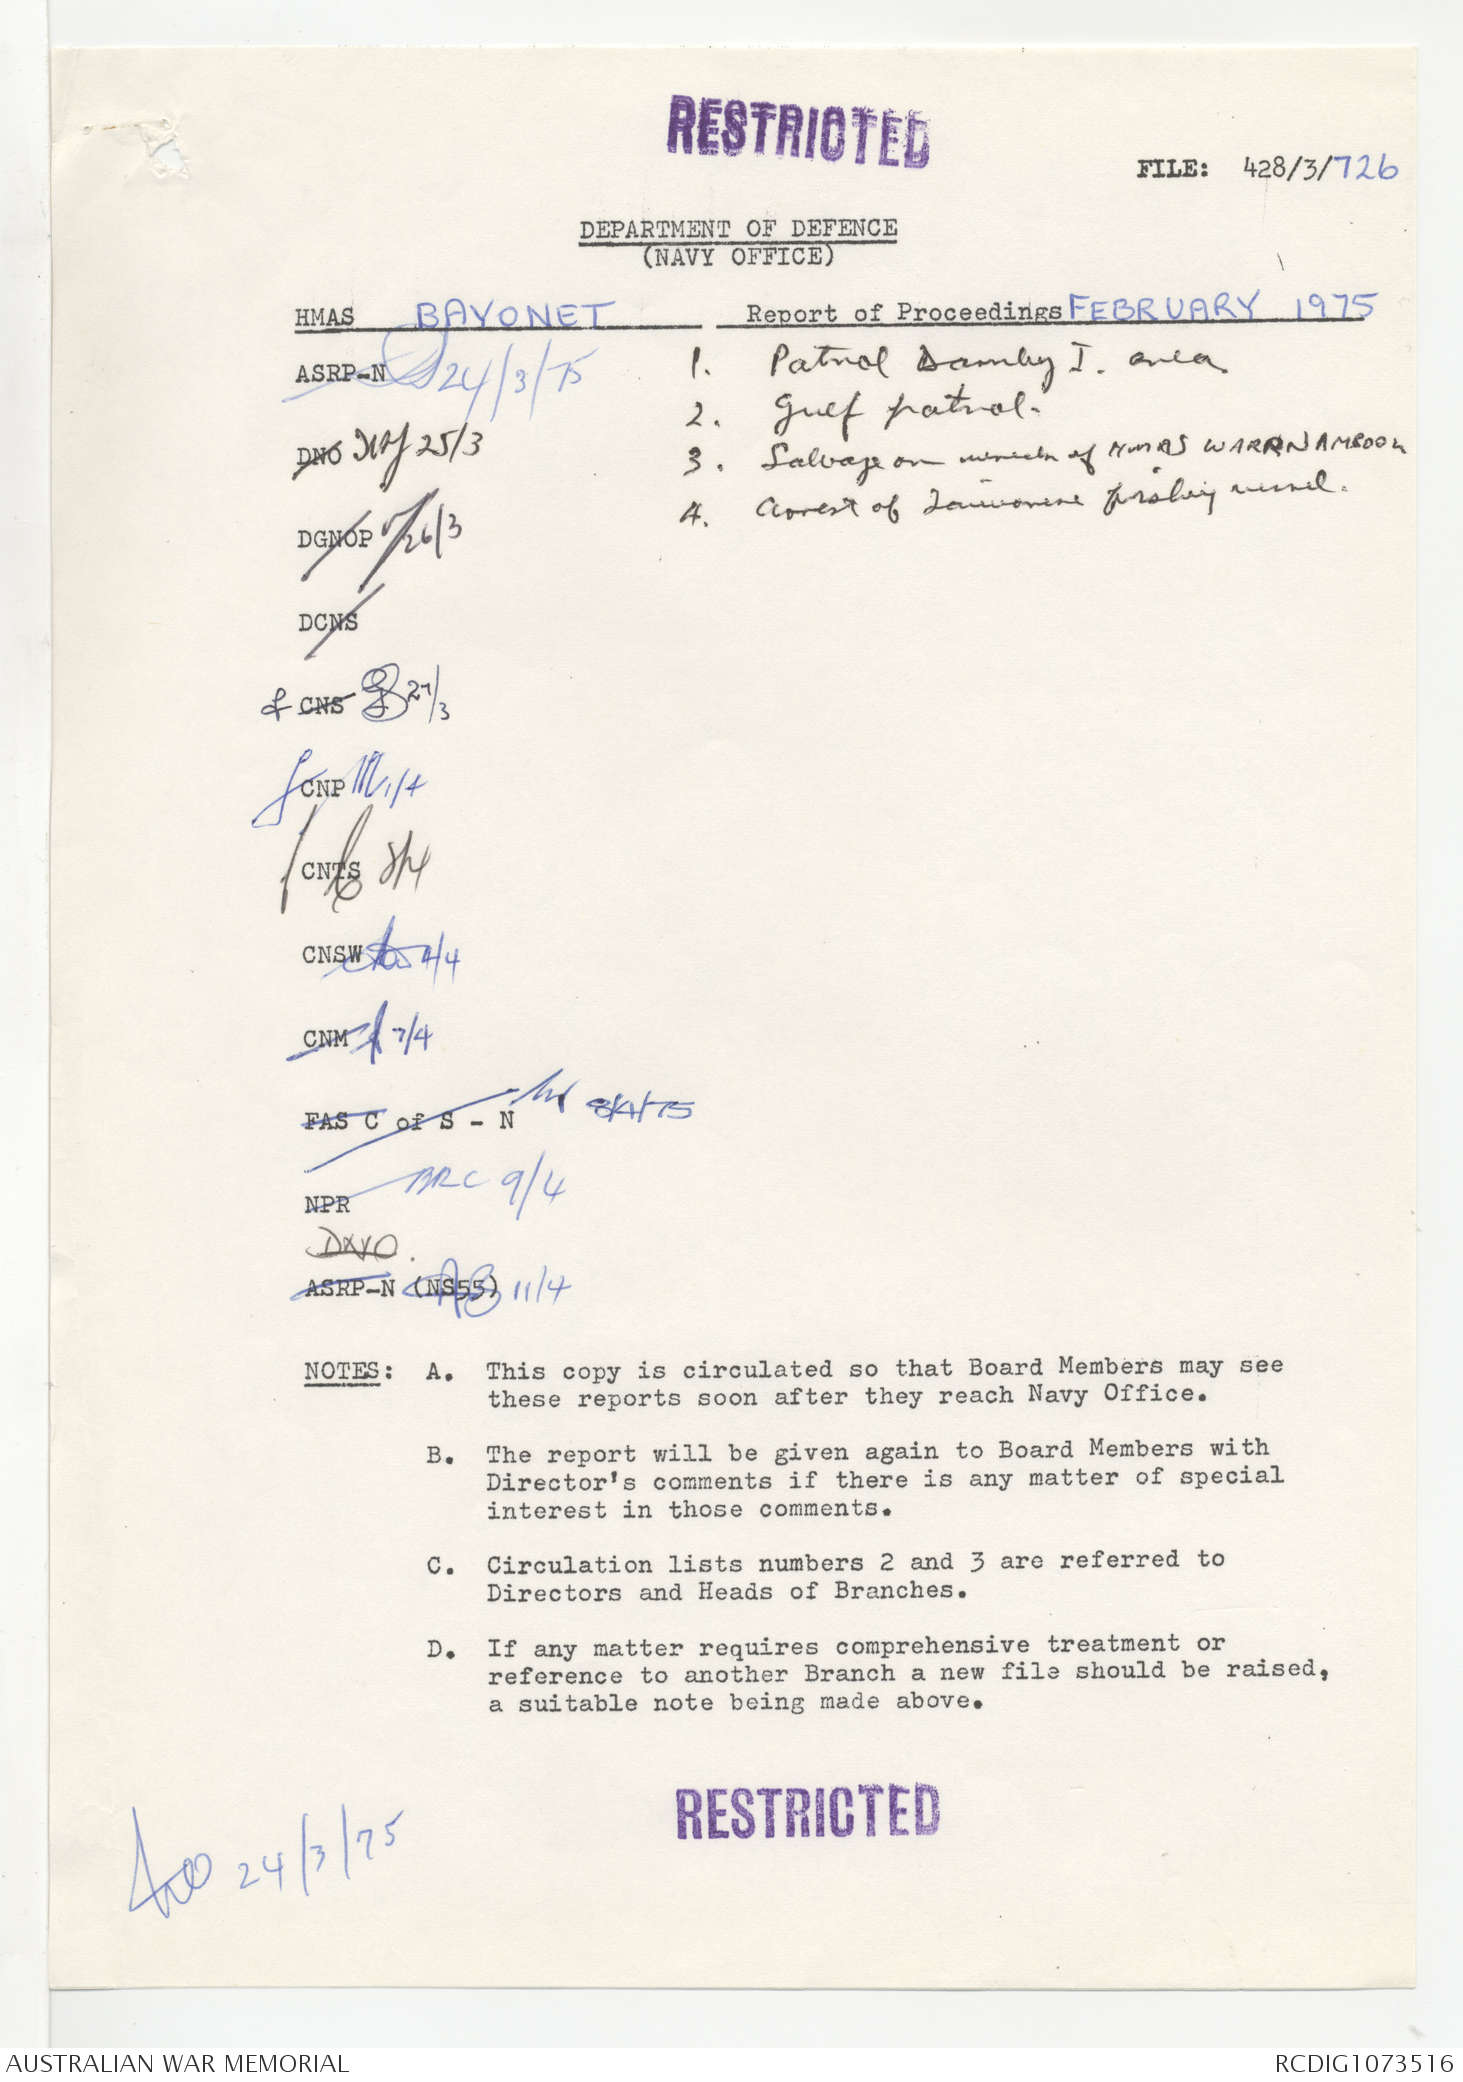 RESTRICTED
FILE: 428/3/726
DEPARTMENT OF DEFENCE
(NAVY OFFICE)
HMAS BAYONET Report of Proceedings FEBRUARY 1975
ASRP-N 24/3/75
1. Patrol Darnley I. area
2. Gulf patrol.
DNO 25/3
3. Salvage on wreck of HMAS WARRNAMBOOL
4. Arrest of Taiwanese fishing vessel.
DGNOP 26/3
DCNS
CNS 27/3
CNP 1/4
CNTS
CNSW 4/4
CNM 7/4
FAS C of S - N 8/4/75
NPR BRC 9/4
ASRP-N (NS55) 11/4
NOTES: A. This copy is circulated so that Board Members may see
these reports soon after they reach Navy Office.
B. The report will be given again to Board Members with
Director's comments if there is any matter of special
interest in those comments.
C. Circulation lists numbers 2 and 3 are referred to
Directors and Heads of Branches.
D. If any matter requires comprehensive treatment or
reference to another Branch a new file should be raised,
a suitable note being made above.
RESTRICTED
24/3/75
AUSTRALIAN WAR MEMORIAL
RCDIG1073516